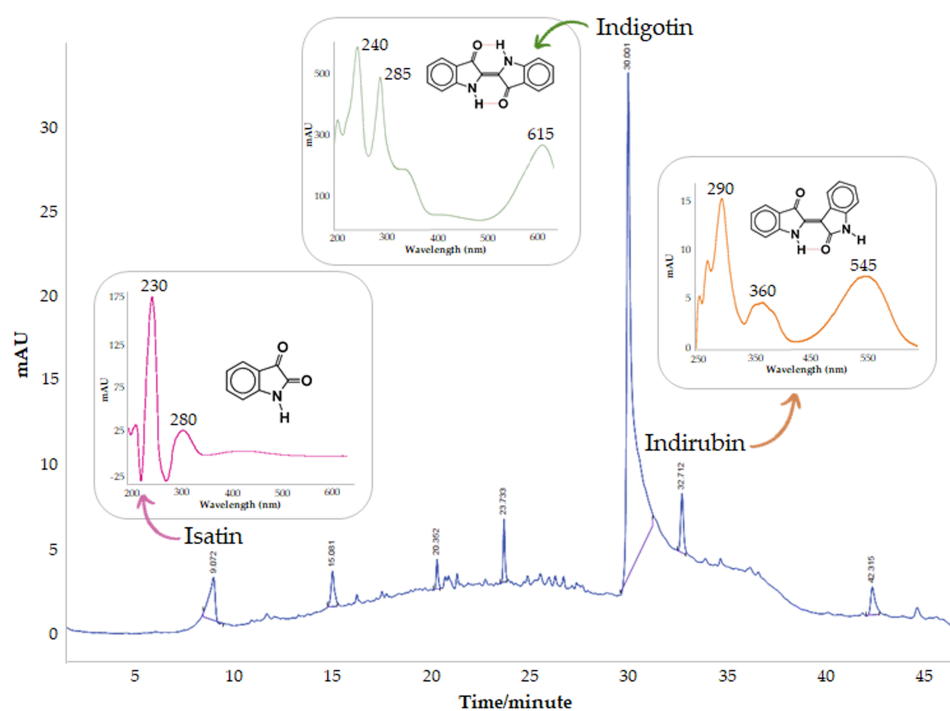 Indigotin
240
285
615
500
300
100
mAU
200
300
400
500
600
Wavelength (nm)
O
H
N
N
H
O
30.001
290
360
545
15
10
5
0
mAU
250
350
450
550
Wavelength (nm)
O
N
H
O
N
H
Indirubin
230
280
175
125
75
25
-25
mAU
200
300
400
500
600
Wavelength (nm)
O
O
N
H
Isatin
9.072
15.081
20.352
23.733
32.712
42.315
mAU
30
25
20
15
10
5
0
5
10
15
20
25
30
35
40
45
Time/minute